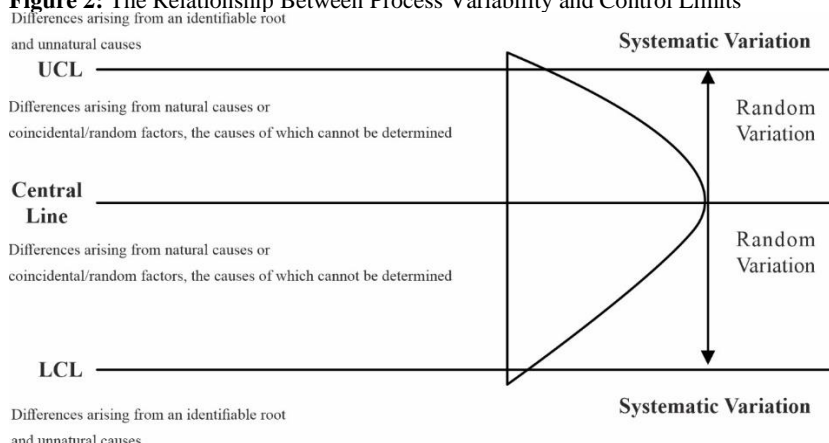 Figure 2: The Relationship Between Process Variability and Control Limits
Differences arising from an identifiable root
and unnatural causes
Systematic Variation
UCL
Differences arising from natural causes or
coincidental/random factors, the causes of which cannot be determined
Random
Variation
Central
Line
Differences arising from natural causes or
coincidental/random factors, the causes of which cannot be determined
Random
Variation
LCL
Systematic Variation
Differences arising from an identifiable root
and unnatural causes